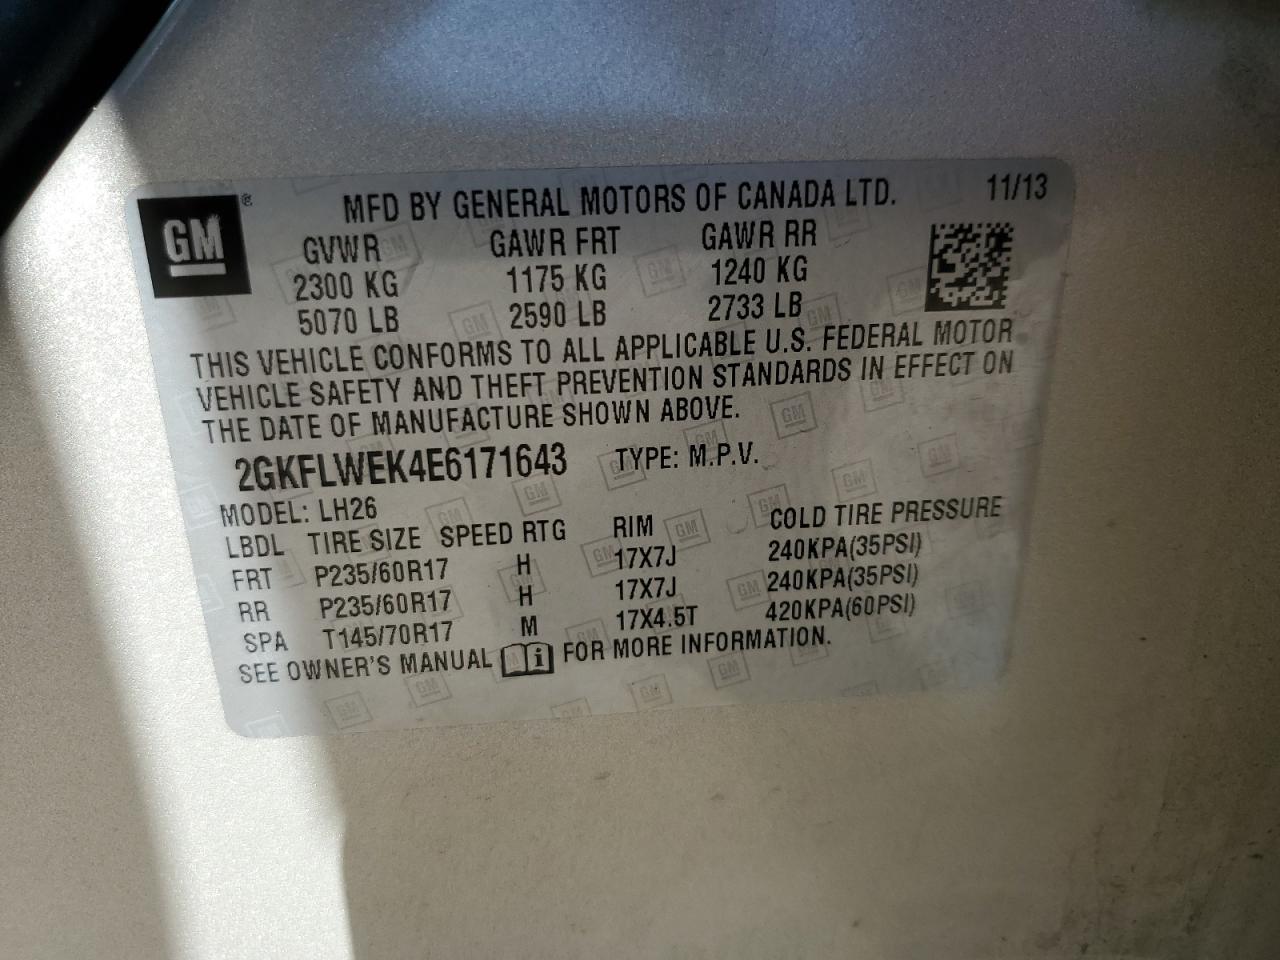 GM ®
MFD BY GENERAL MOTORS OF CANADA LTD. 11/13
GVWR GAWR FRT GAWR RR
2300 KG 1175 KG 1240 KG
5070 LB 2590 LB 2733 LB
THIS VEHICLE CONFORMS TO ALL APPLICABLE U.S. FEDERAL MOTOR
VEHICLE SAFETY AND THEFT PREVENTION STANDARDS IN EFFECT ON
THE DATE OF MANUFACTURE SHOWN ABOVE.
2GKFLWEK4E6171643 TYPE: M.P.V.
MODEL: LH26
LBDL TIRE SIZE SPEED RTG RIM COLD TIRE PRESSURE
FRT P235/60R17 H 17X7J 240KPA(35PSI)
RR P235/60R17 H 17X7J 240KPA(35PSI)
SPA T145/70R17 M 17X4.5T 420KPA(60PSI)
SEE OWNER'S MANUAL i FOR MORE INFORMATION.